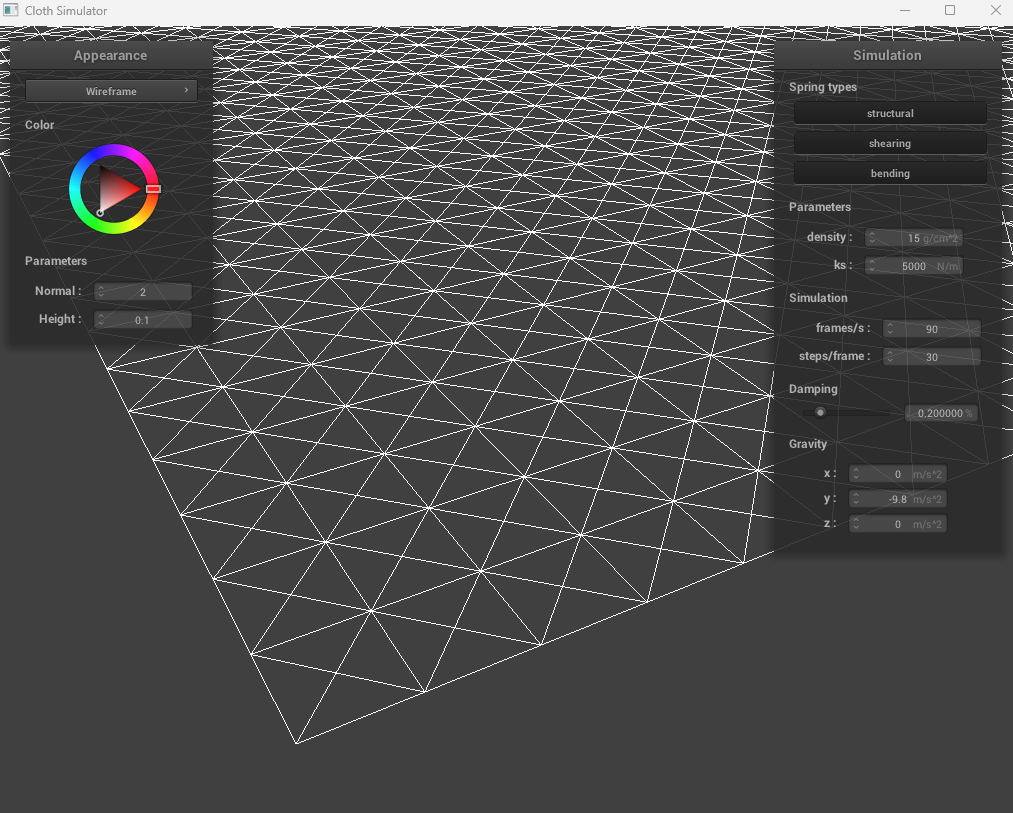 Cloth Simulator
Appearance
Wireframe ›
Color
Parameters
Normal : 2
Height : 0.1
Simulation
Spring types
structural
shearing
bending
Parameters
density : 15 g/cm^2
ks : 5000 N/m
Simulation
frames/s : 90
steps/frame : 30
Damping
0.200000 %
Gravity
x : 0 m/s^2
y : -9.8 m/s^2
z : 0 m/s^2